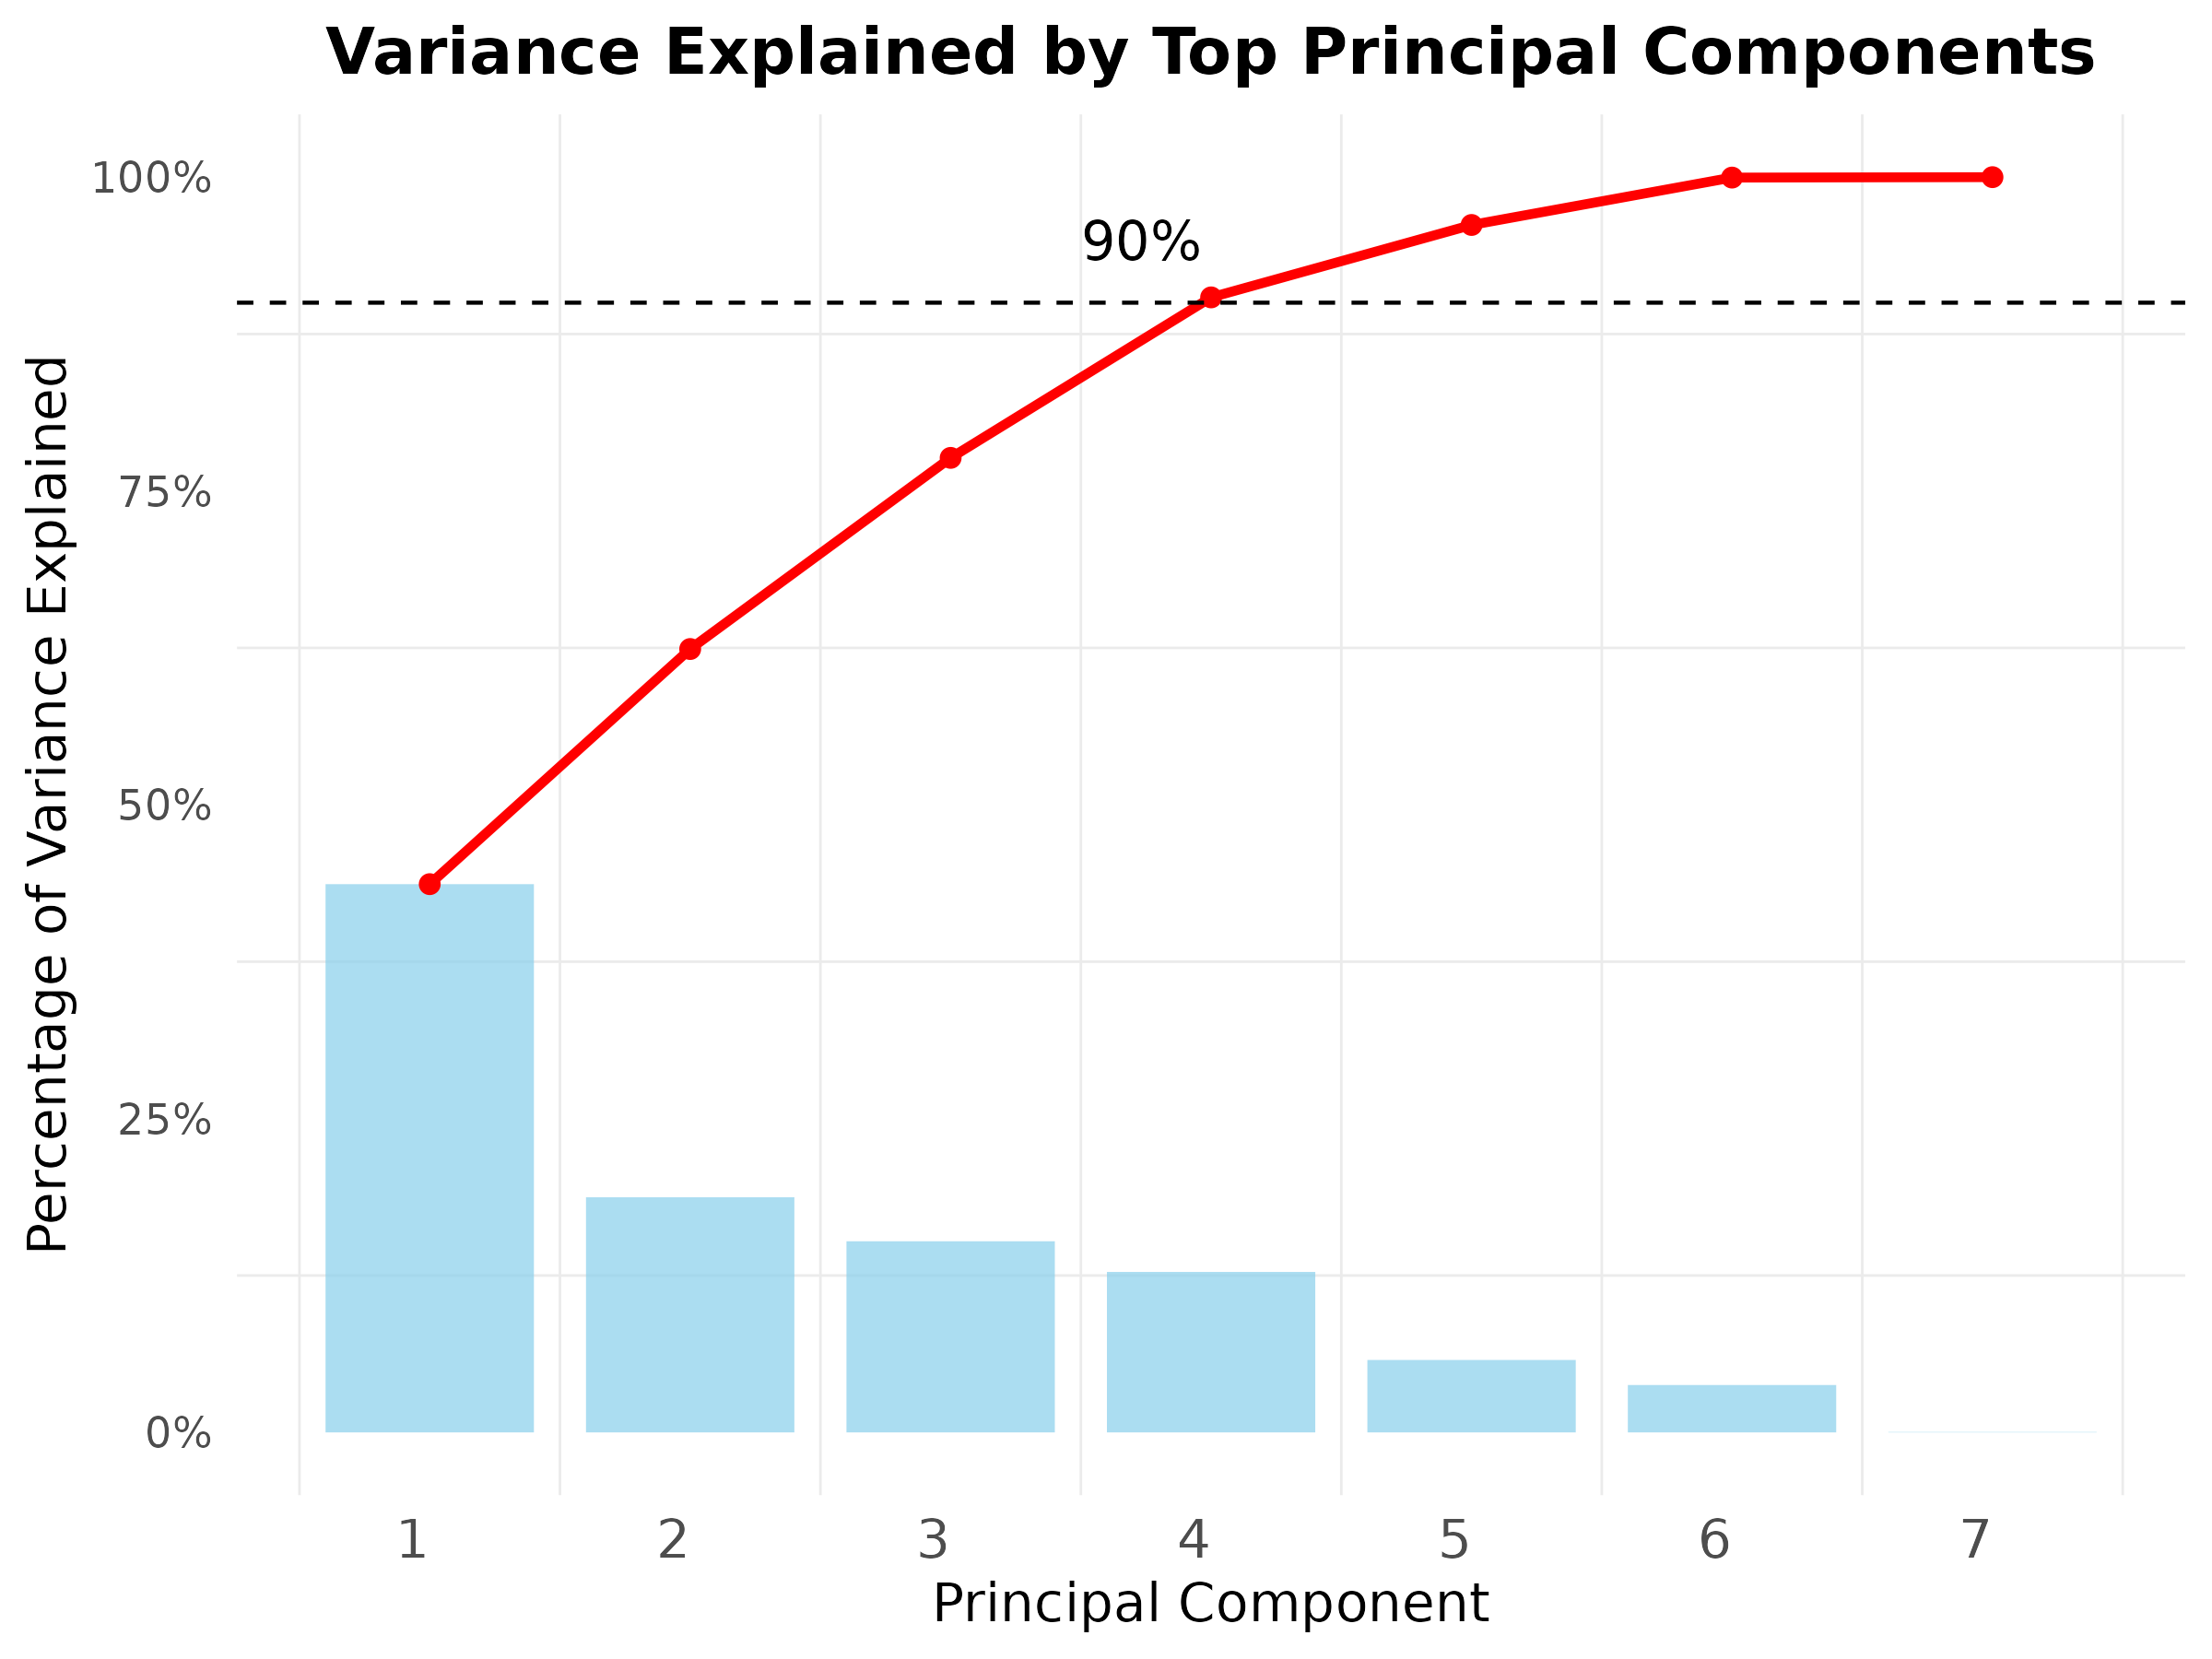 Variance Explained by Top Principal Components
Percentage of Variance Explained
100%
75%
50%
25%
0%
90%
1 2 3 4 5 6 7
Principal Component